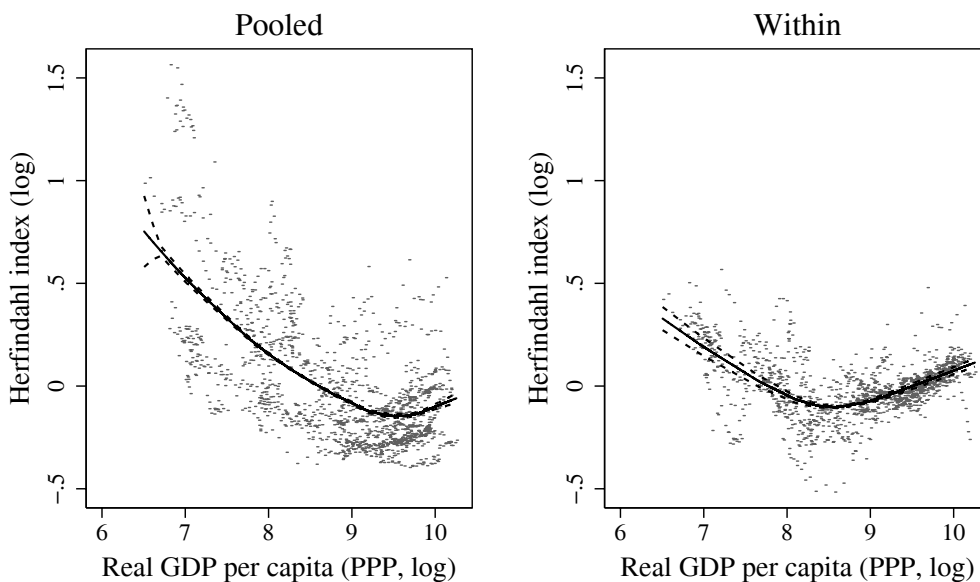 Pooled
Herfindahl index (log)
1.5
1
.5
0
−.5
6 7 8 9 10
Real GDP per capita (PPP, log)
Within
Herfindahl index (log)
1.5
1
.5
0
−.5
6 7 8 9 10
Real GDP per capita (PPP, log)